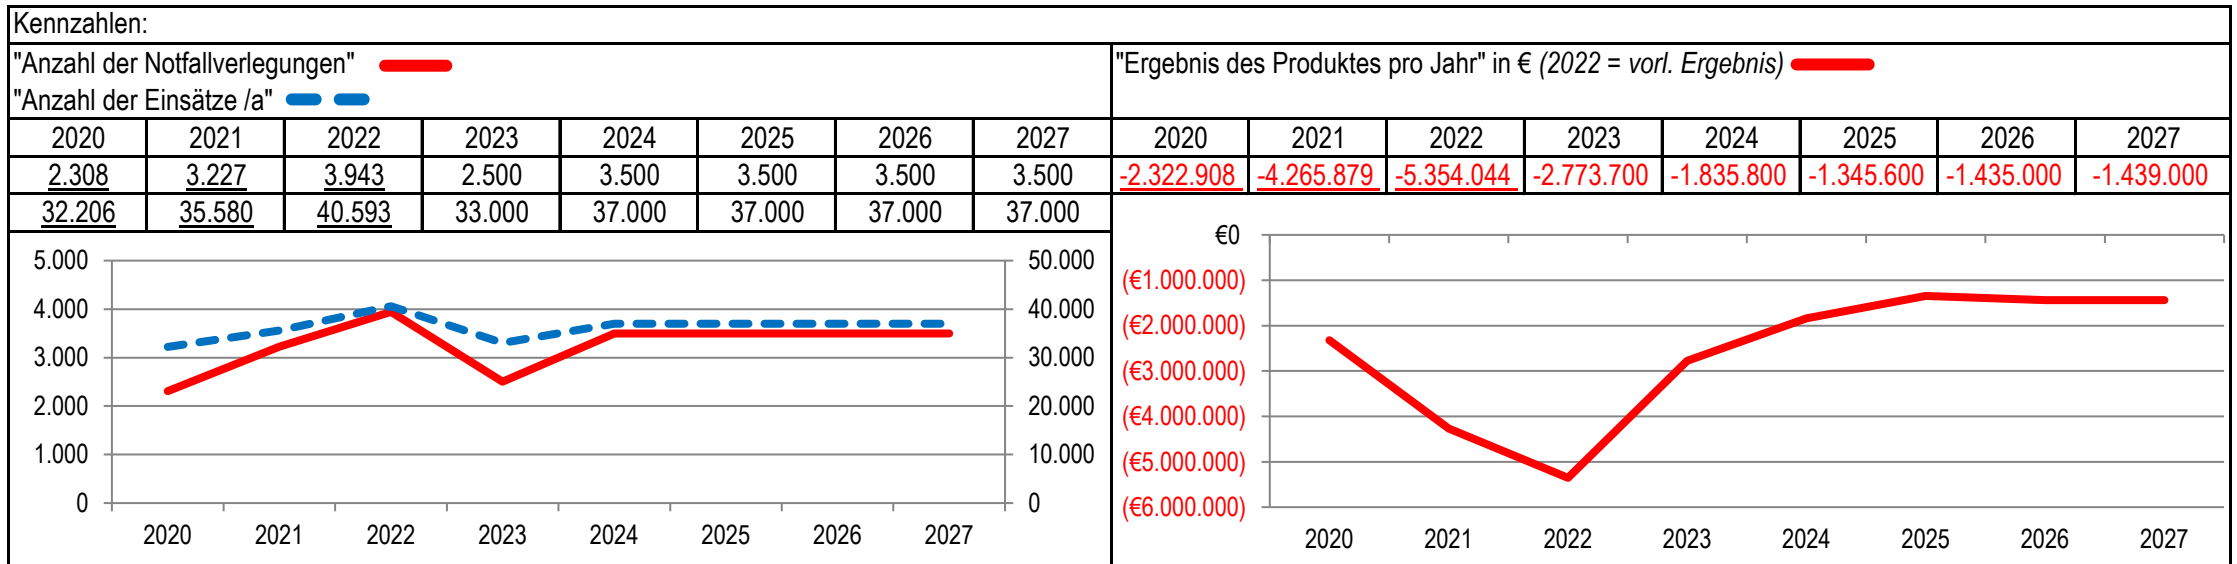 Kennzahlen:
"Anzahl der Notfallverlegungen"
"Anzahl der Einsätze /a"
2020 2021 2022 2023 2024 2025 2026 2027
2.308 3.227 3.943 2.500 3.500 3.500 3.500 3.500
32.206 35.580 40.593 33.000 37.000 37.000 37.000 37.000
5.000 50.000
4.000 40.000
3.000 30.000
2.000 20.000
1.000 10.000
0 0
2020 2021 2022 2023 2024 2025 2026 2027
"Ergebnis des Produktes pro Jahr" in € (2022 = vorl. Ergebnis)
2020 2021 2022 2023 2024 2025 2026 2027
-2.322.908 -4.265.879 -5.354.044 -2.773.700 -1.835.800 -1.345.600 -1.435.000 -1.439.000
€0
(€1.000.000)
(€2.000.000)
(€3.000.000)
(€4.000.000)
(€5.000.000)
(€6.000.000)
2020 2021 2022 2023 2024 2025 2026 2027